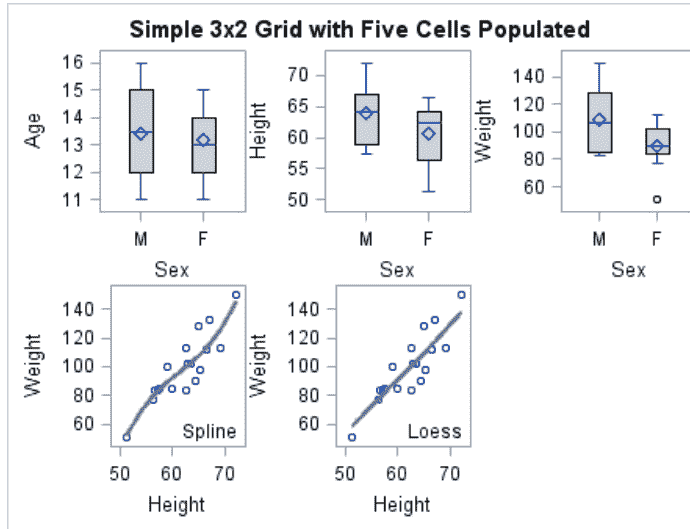 Simple 3x2 Grid with Five Cells Populated
Age
16
15
14
13
12
11
M F
Sex
Height
70
65
60
55
50
M F
Sex
Weight
140
120
100
80
60
M F
Sex
Weight
140
120
100
80
60
Spline
50 60 70
Height
Weight
140
120
100
80
60
Loess
50 60 70
Height